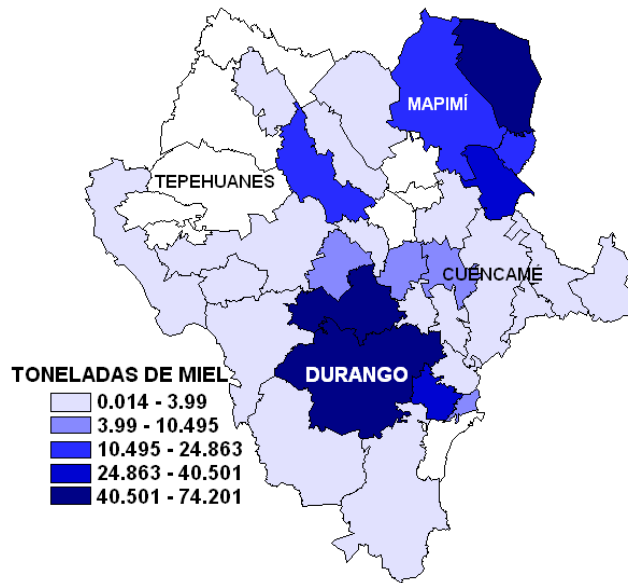 MAPIMÍ
TEPEHUANES
CUENCAMÉ
DURANGO
TONELADAS DE MIEL
0.014 - 3.99
3.99 - 10.495
10.495 - 24.863
24.863 - 40.501
40.501 - 74.201